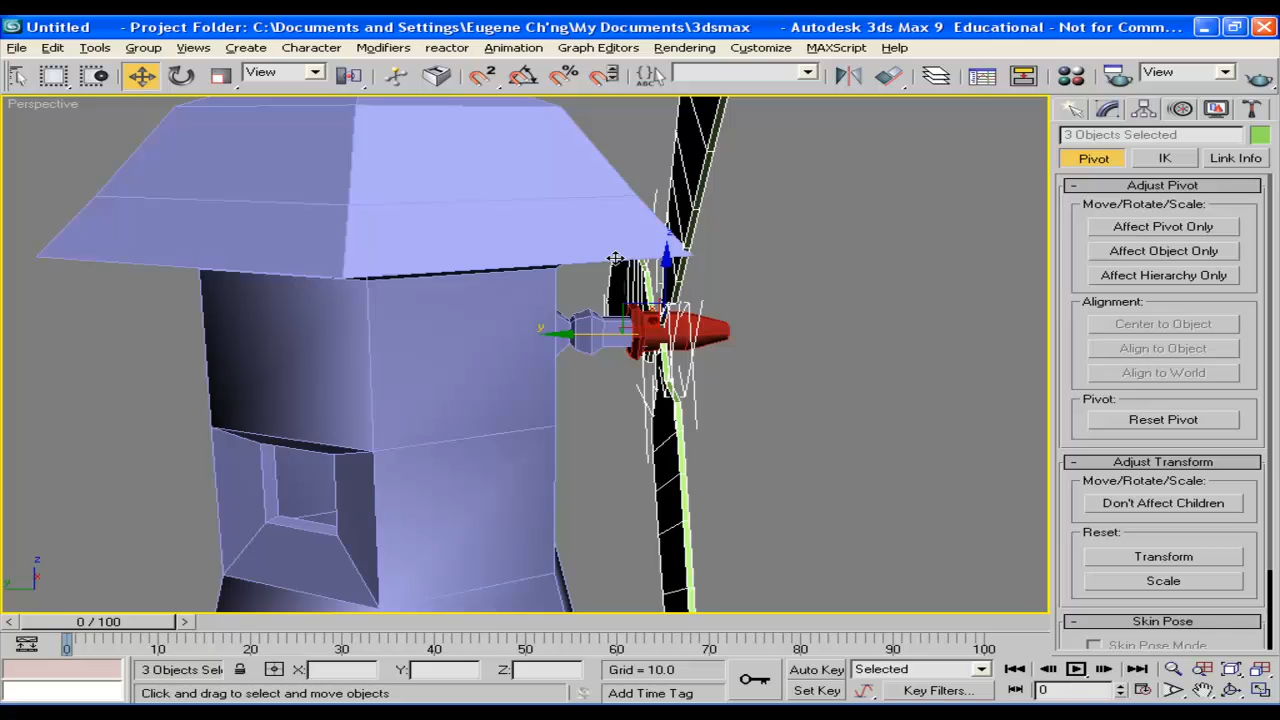 Untitled - Project Folder: C:\Documents and Settings\Eugene Ch'ng\My Documents\3dsmax - Autodesk 3ds Max 9 Educational - Not for Comm...
File Edit Tools Group Views Create Character Modifiers reactor Animation Graph Editors Rendering Customize MAXScript Help
View ABC View
Perspective
3 Objects Selected
Pivot IK Link Info
- Adjust Pivot
Move/Rotate/Scale:
Affect Pivot Only
Affect Object Only
Affect Hierarchy Only
Alignment:
Center to Object
Align to Object
Align to World
Pivot:
Reset Pivot
- Adjust Transform
Move/Rotate/Scale:
Don't Affect Children
Reset:
Transform
Scale
- Skin Pose
Skin Pose Mode
z
y
z
x
y
< 0 / 100 >
0 10 20 30 40 50 60 70 80 90 100
3 Objects Sel X: Y: Z: Grid = 10.0 Auto Key Selected
Click and drag to select and move objects Add Time Tag Set Key Key Filters... 0